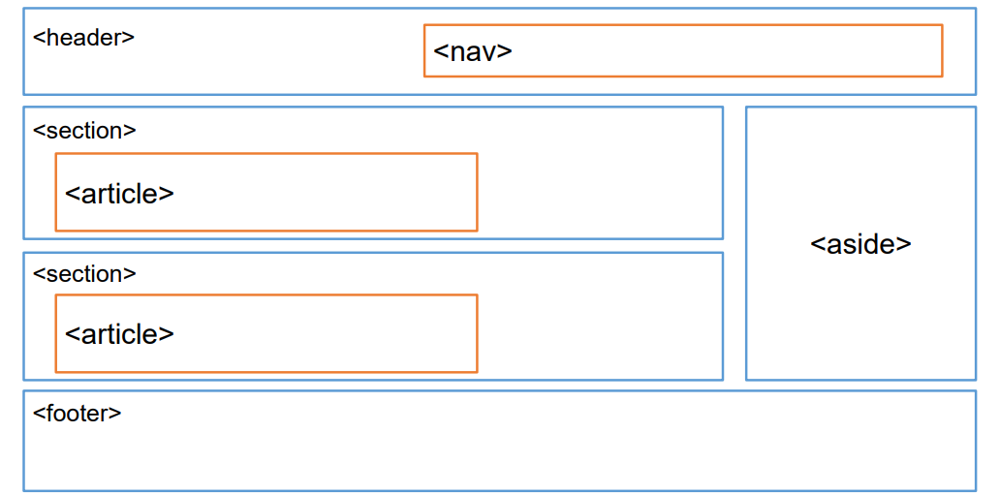 <header>
<nav>
<section>
<article>
<aside>
<section>
<article>
<footer>